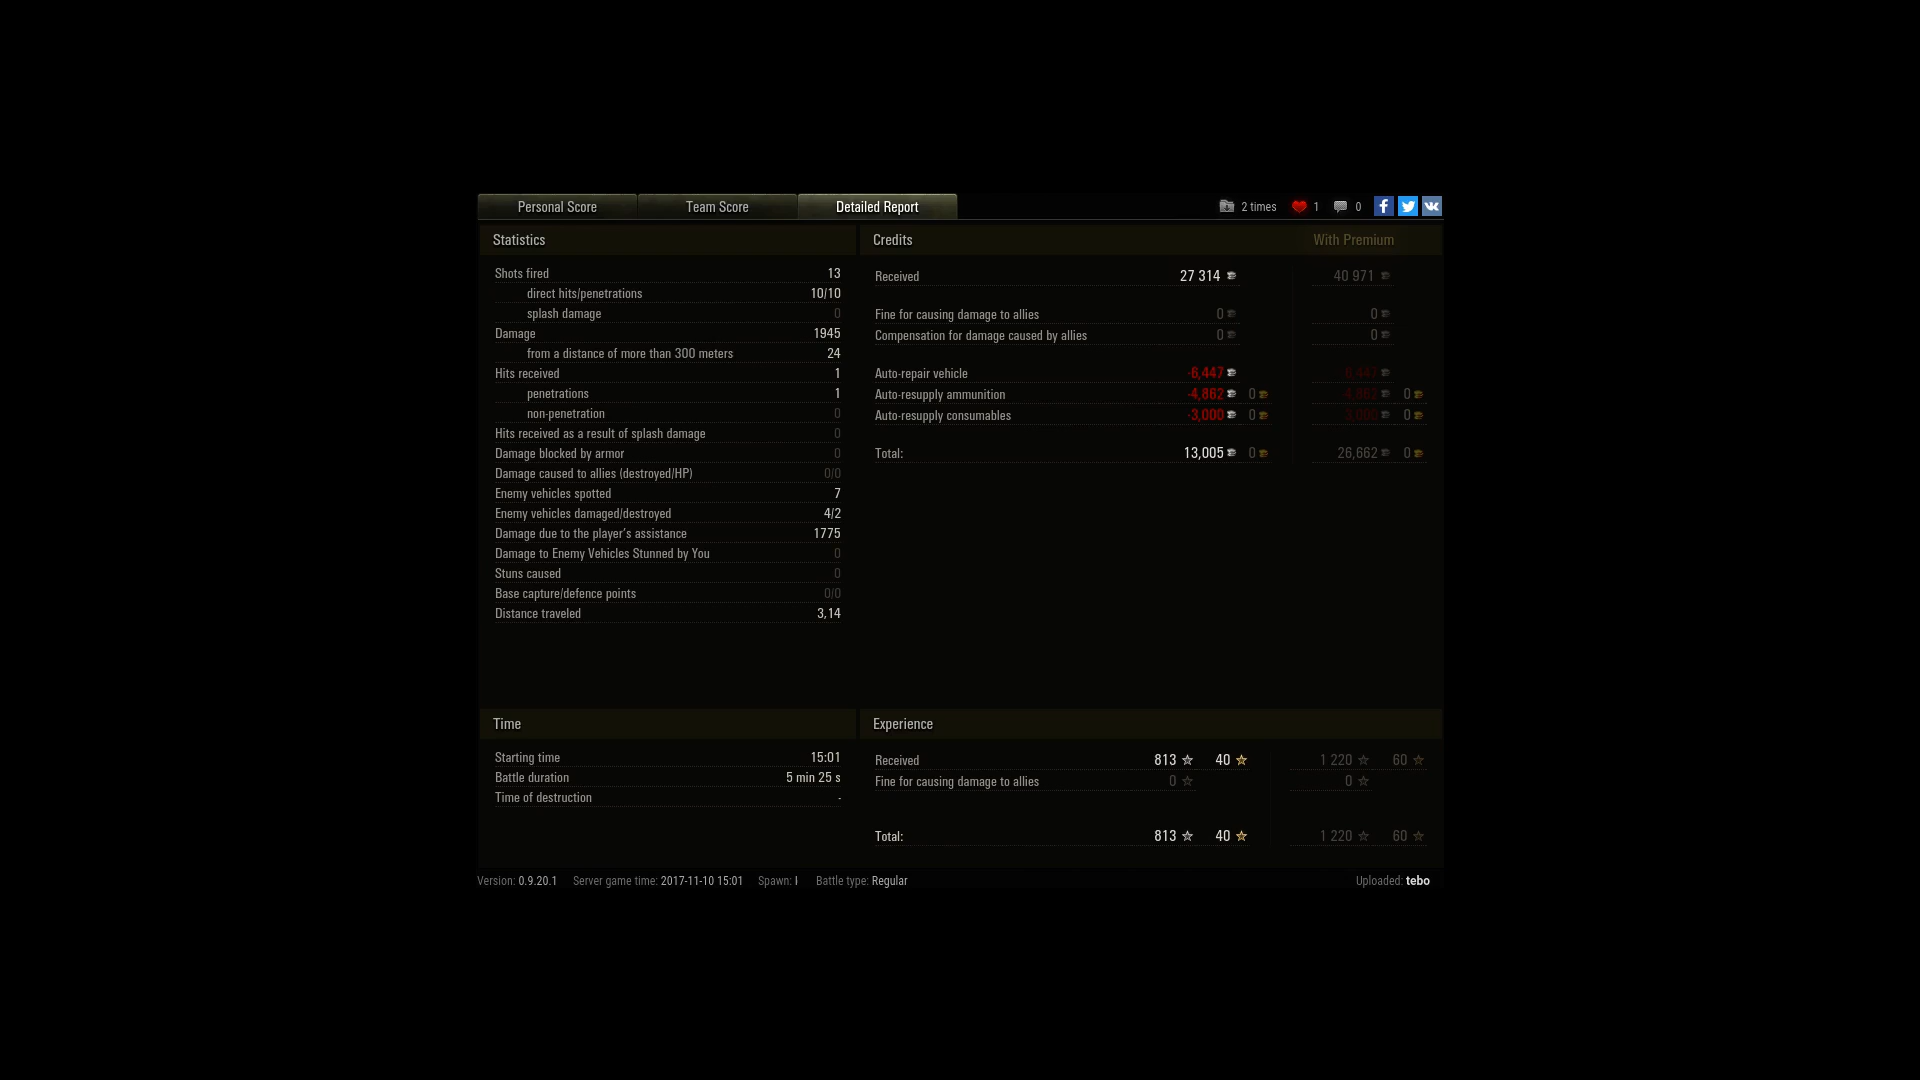 Personal Score Team Score Detailed Report 2 times 1 0
Statistics
Shots fired 13
direct hits/penetrations 10/10
splash damage 0
Damage 1945
from a distance of more than 300 meters 24
Hits received 1
penetrations 1
non-penetration 0
Hits received as a result of splash damage 0
Damage blocked by armor 0
Damage caused to allies (destroyed/HP) 0/0
Enemy vehicles spotted 7
Enemy vehicles damaged/destroyed 4/2
Damage due to the player's assistance 1775
Damage to Enemy Vehicles Stunned by You 0
Stuns caused 0
Base capture/defence points 0/0
Distance traveled 3,14
Credits With Premium
Received 27 314 40 971
Fine for causing damage to allies 0 0
Compensation for damage caused by allies 0 0
Auto-repair vehicle -6,447 -6,447
Auto-resupply ammunition -4,862 0 -4,862 0
Auto-resupply consumables -3,000 0 -3,000 0
Total: 13,005 0 26,662 0
Time
Starting time 15:01
Battle duration 5 min 25 s
Time of destruction -
Experience
Received 813 40 1 220 60
Fine for causing damage to allies 0 0
Total: 813 40 1 220 60
Version: 0.9.20.1 Server game time: 2017-11-10 15:01 Spawn: I Battle type: Regular Uploaded: tebo